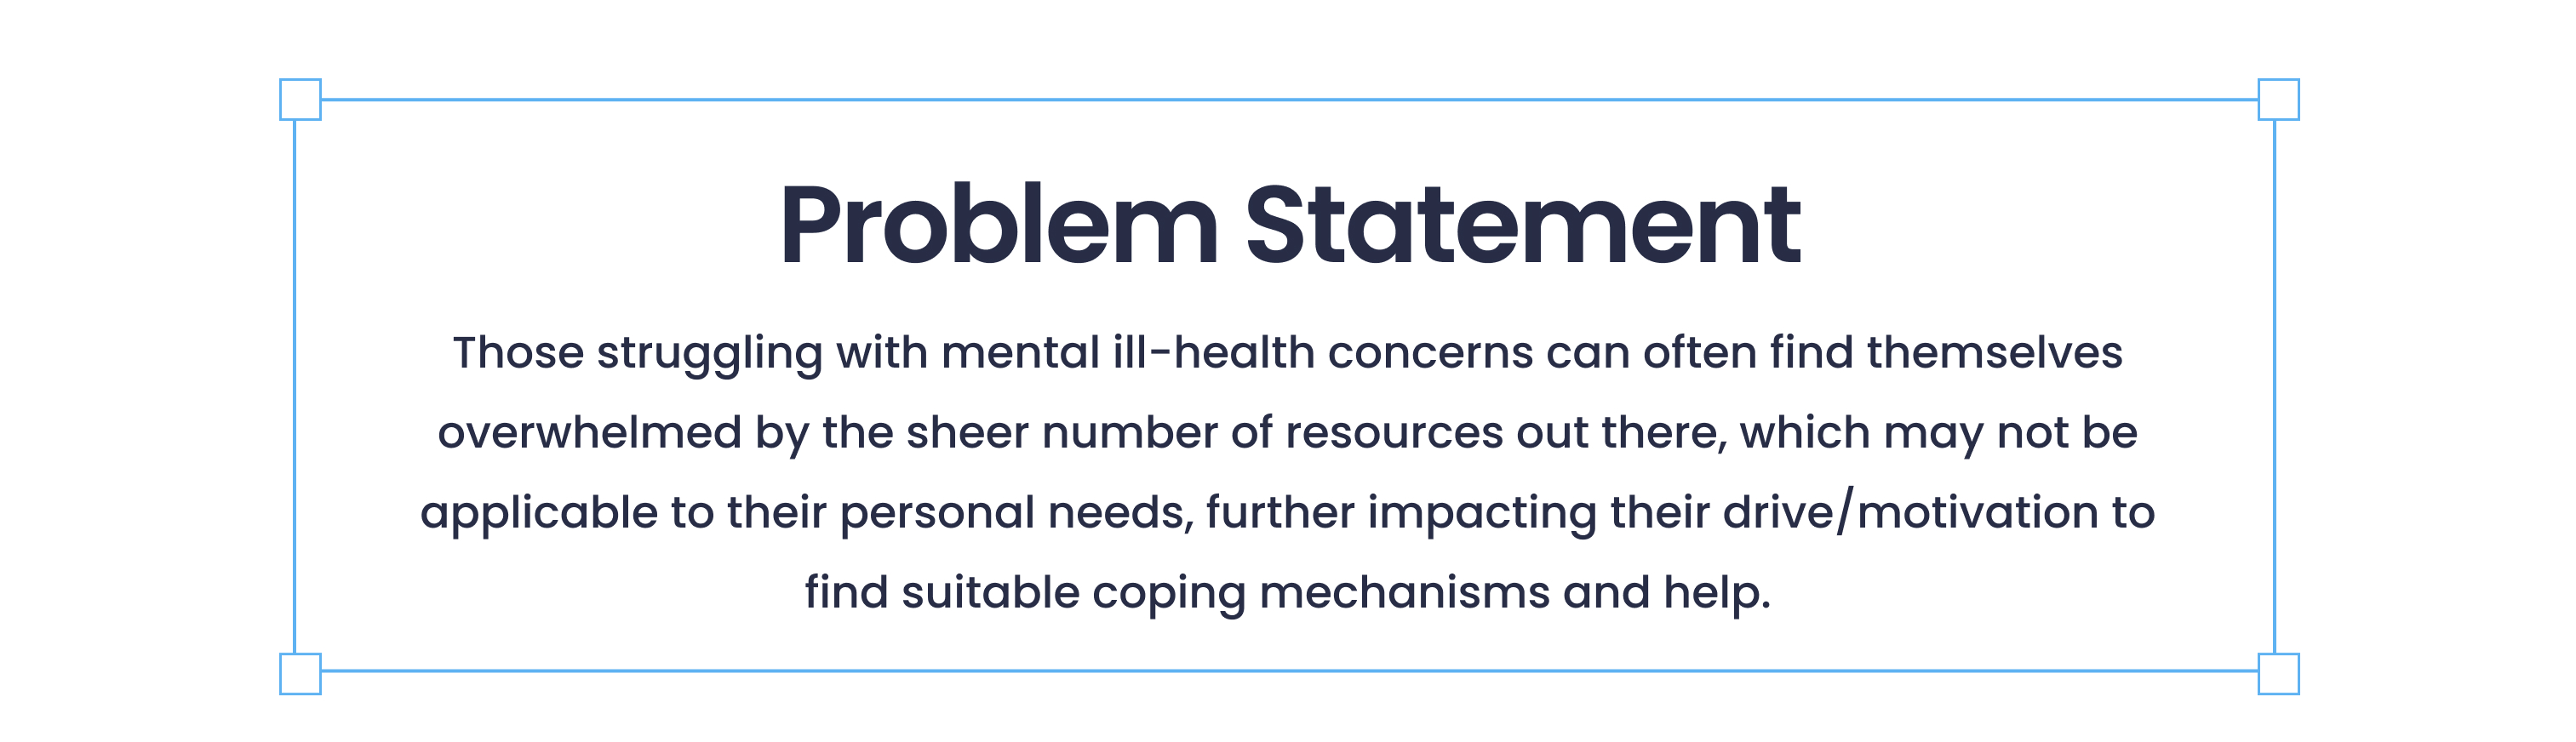 Problem Statement
Those struggling with mental ill-health concerns can often find themselves
overwhelmed by the sheer number of resources out there, which may not be
applicable to their personal needs, further impacting their drive/motivation to
find suitable coping mechanisms and help.